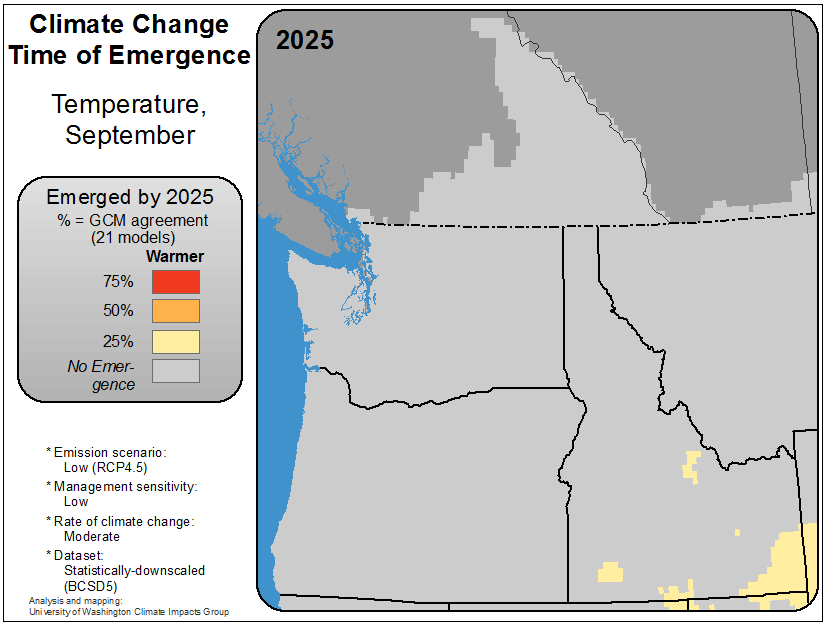 Climate Change
Time of Emergence
Temperature,
September
Emerged by 2025
% = GCM agreement
(21 models)
Warmer
75%
50%
25%
No Emer-
gence
* Emission scenario:
Low (RCP4.5)
* Management sensitivity:
Low
* Rate of climate change:
Moderate
* Dataset:
Statistically-downscaled
(BCSD5)
Analysis and mapping:
University of Washington Climate Impacts Group
2025